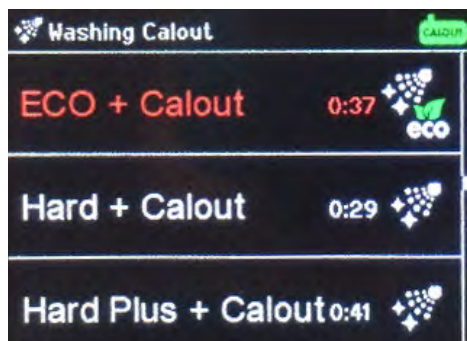 Washing Calout
CALOUT
ECO + Calout 0:37
eco
Hard + Calout 0:29
Hard Plus + Calout 0:41